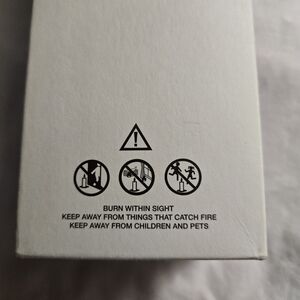 BURN WITHIN SIGHT
KEEP AWAY FROM THINGS THAT CATCH FIRE
KEEP AWAY FROM CHILDREN AND PETS